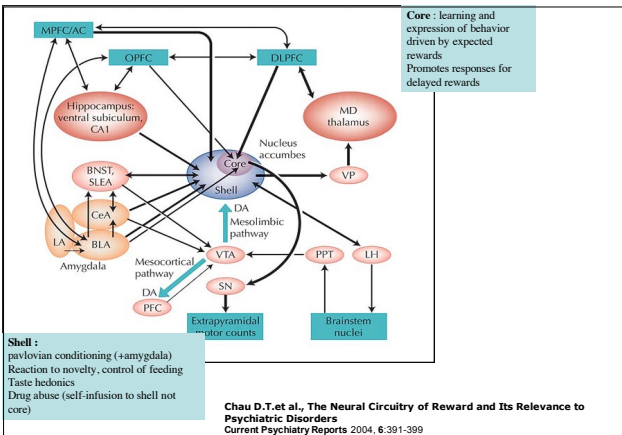 MPFC/AC
OPFC
DLPFC
Core : learning and
expression of behavior
driven by expected
rewards
Promotes responses for
delayed rewards
Hippocampus:
ventral subiculum,
CA1
MD
thalamus
Nucleus
accumbes
Core
Shell
VP
BNST,
SLEA
CeA
LA
BLA
Amygdala
DA
Mesolimbic
pathway
Mesocortical
pathway
DA
VTA
PPT
LH
PFC
SN
Extrapyramidal
motor counts
Brainstem
nuclei
Shell :
pavlovian conditioning (+amygdala)
Reaction to novelty, control of feeding
Taste hedonics
Drug abuse (self-infusion to shell not
core)
Chau D.T.et al., The Neural Circuitry of Reward and Its Relevance to
Psychiatric Disorders
Current Psychiatry Reports 2004, 6:391-399